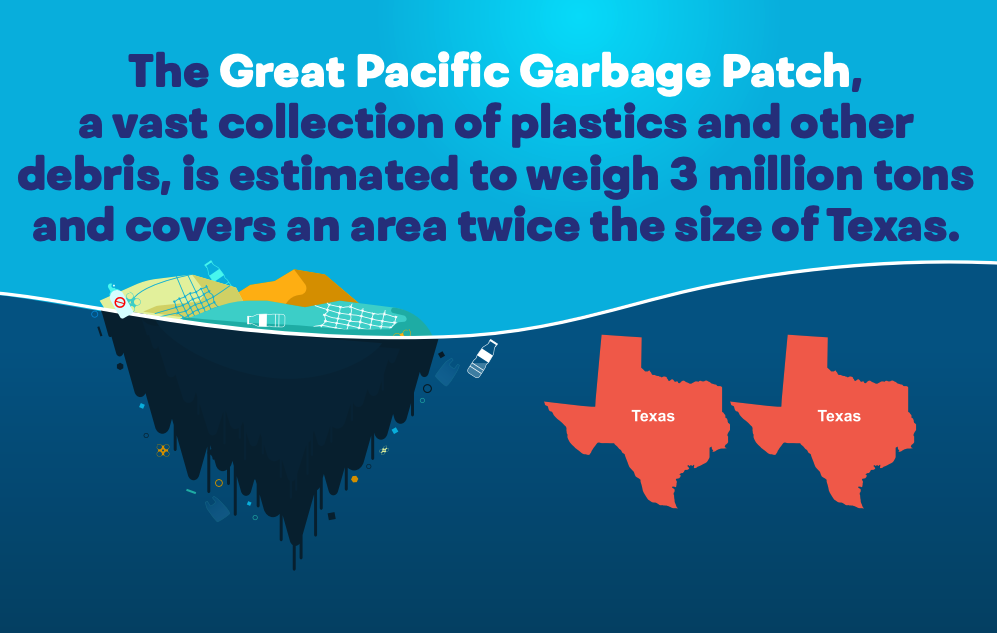 The Great Pacific Garbage Patch,
a vast collection of plastics and other
debris, is estimated to weigh 3 million tons
and covers an area twice the size of Texas.
Texas
Texas